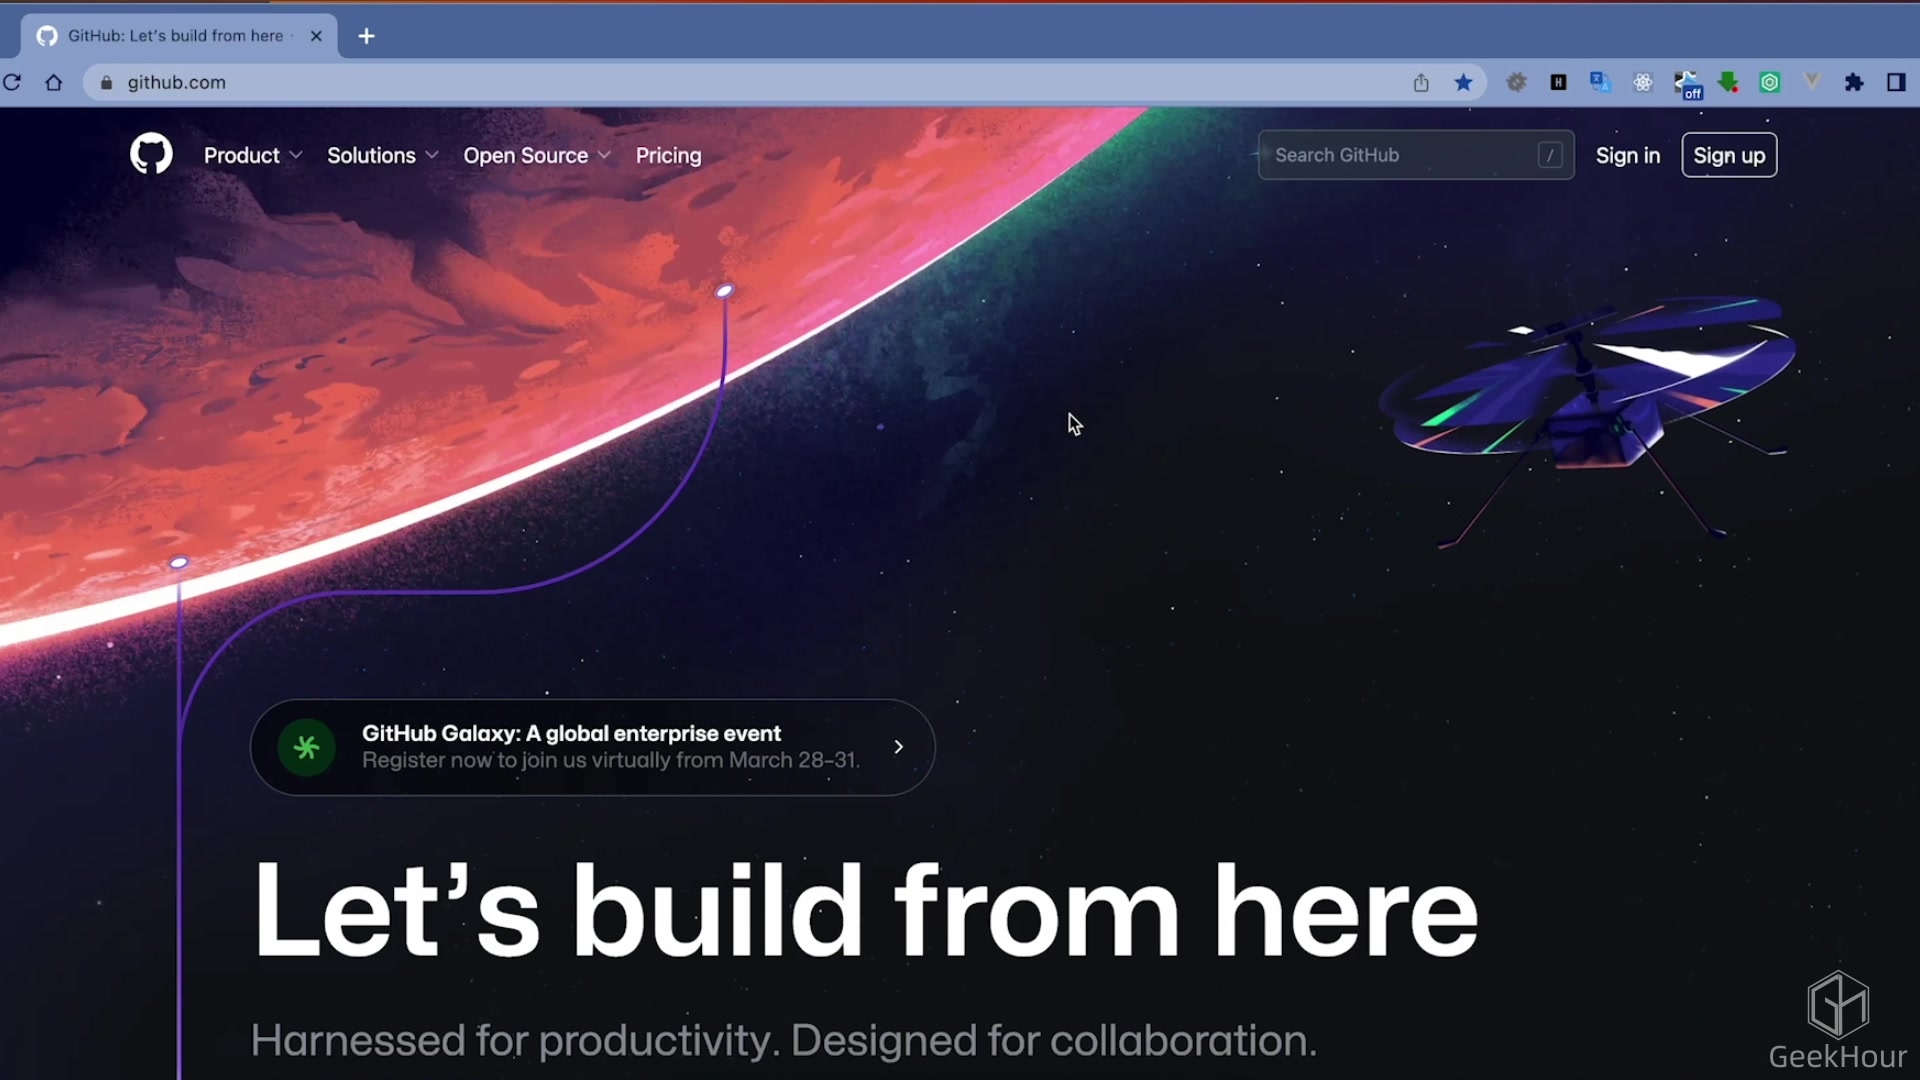 GitHub: Let's build from here ·
github.com
off
Product
Solutions
Open Source
Pricing
Search GitHub
/
Sign in
Sign up
GitHub Galaxy: A global enterprise event
Register now to join us virtually from March 28–31.
Let's build from here
Harnessed for productivity. Designed for collaboration.
GeekHour